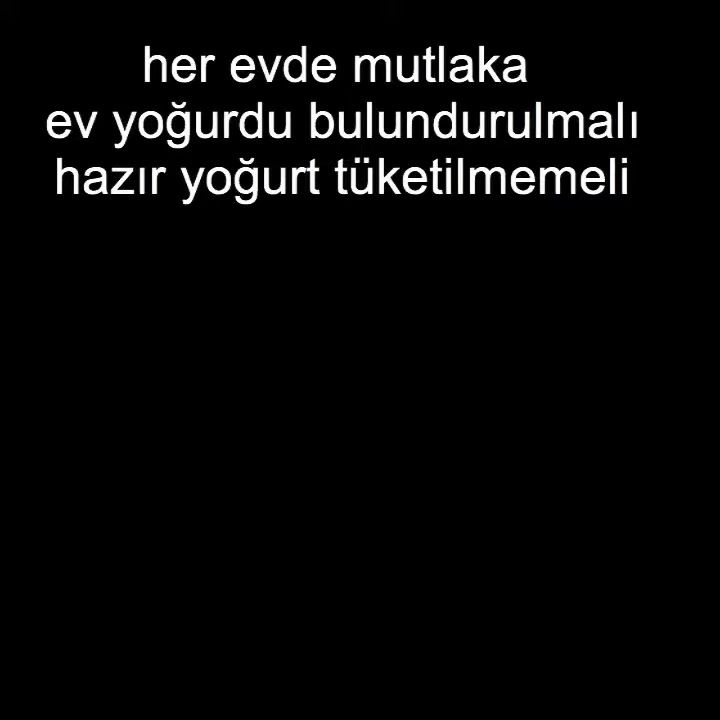 her evde mutlaka
ev yoğurdu bulundurulmalı
hazır yoğurt tüketilmemeli